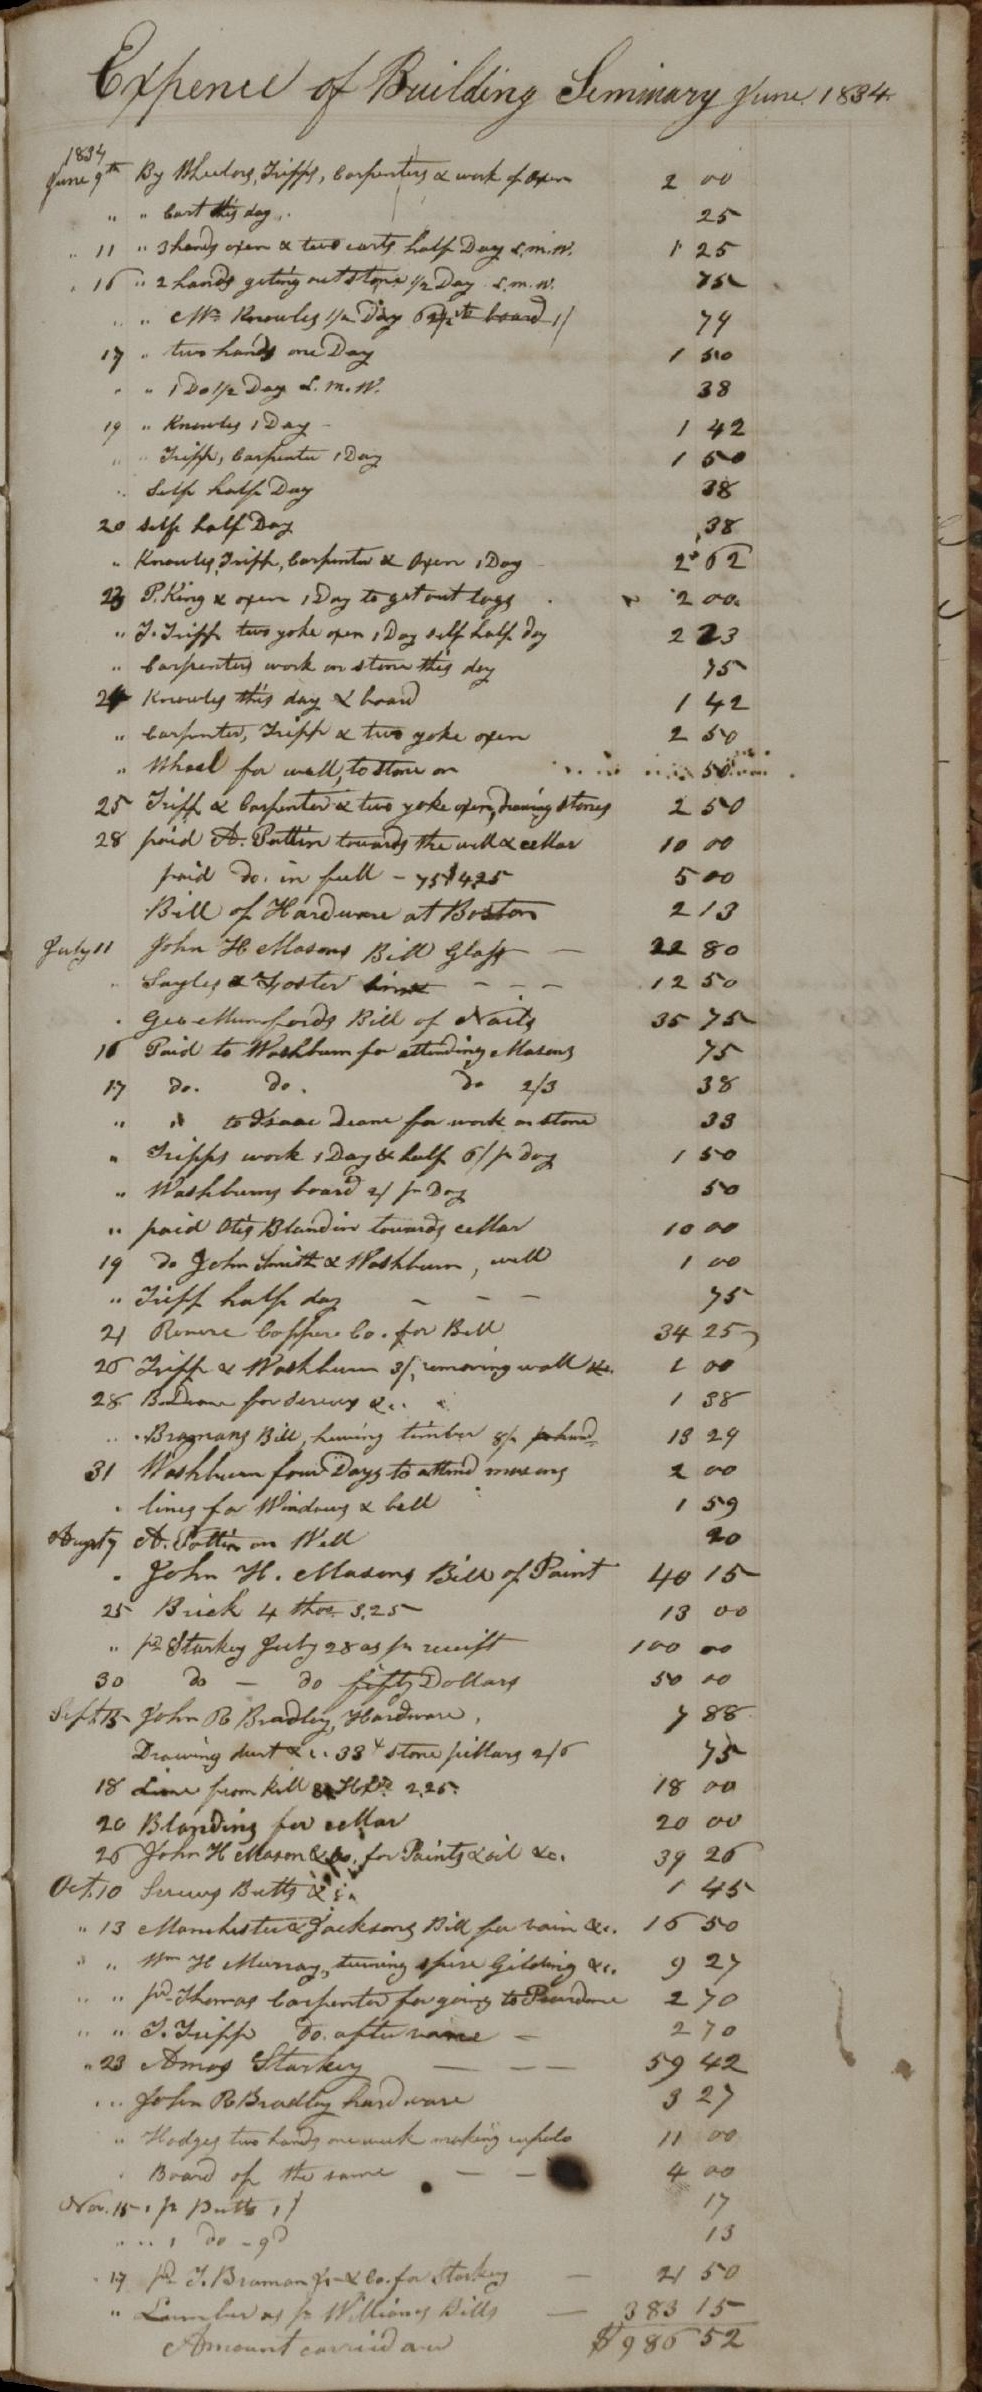 Expence of Building Seminary June 1834
1834
June 9th By Wheelers, Tripps, Carpenters & work of Oxen 2 00
" " Cart this day 25
" 11 " 3 hands oxen & two carts half Day L.M.W. 1 25
" 16 " 2 hands geting out stone 1/2 Day L.M.W. 75
" " Mr. Knowles 1/2 Day board 1/ 79
17 " two hands one Day 1 50
" " 1 Do 1/2 Day L.M.W. 38
19 " Knowles 1 Day - 1 42
" " Tripp, Carpenter 1 Day 1 50
" Self half Day 38
20 self half Day 38
" Knowles, Tripp, Carpenter & Oxen 1 Day 2 62
23 P. King & oxen 1 Day to get out logs 2 00
" T. Tripp two yoke oxen 1 Day self half day 2 23
" Carpenters work on stone this day 75
24 Knowles this day & board 1 42
" Carpenter, Tripp & two yoke oxen 2 50
" Wheel for well, to stone on 50
25 Tripp & Carpenter & two yoke oxen, drawing stones 2 50
28 paid A. Pattin towards the well & cellar 10 00
paid do. in full - 75 $4,25 5 00
Bill of Hardware at Boston 2 13
July 11 John H Masons Bill Glass - 22 80
" Sayles & Foster - - - 12 50
" Geo Mumfords Bill of Nails 35 75
16 Paid to Washburn for attending Masons 75
17 do. do. do 2/3 38
" " to Isaac Deane for work on stone 33
" Tripps work 1 Day & half 6/ pr Day 1 50
" Washburns board 2/ pr Day 50
" paid Otis Blandin towards cellar 10 00
19 do John Smith & Washburn, well 1 00
" Tripp half day - - - 75
21 Revere Copper Co. for Bell 34 25
26 Tripp & Washburn 3/, removing wall &c. 1 00
28 for screws &c. 1 38
" Bramans Bill, hewing timber 8/ pr hund 13 29
31 Washburn four Days to attend masons 2 00
" lines for Windows & bell 1 59
Augst 7 A. Pattin on Well 20
" John H. Masons Bill of Paint 40 15
25 Brick 4 thos 3.25 13 00
" pd Starkey July 28 as pr receipt 100 00
30 do - do fifty Dollars 50 00
Sept. 15 John R Bradley, Hardware, 7 88
Drawing dirt &c. 33 stone pillars 2/6 75
18 Lime from kill 8 Hhds 2.25 18 00
20 Blanding for cellar 20 00
26 John H Mason & Co. for Paints & oil &c. 39 26
Oct. 10 Screws Butts &c. 1 45
" 13 Manchester & Jacksons Bill for vain &c. 16 50
" " Wm H Murray, turning spire Gilding &c. 9 27
" " pd Thomas Carpenter for going to 2 70
" " T. Tripp do. after vane - 2 70
" 23 Amos Starkey - - - 59 42
" " John R Bradley hardware 3 27
" Hodges two hands one week making cupelo 11 00
" Board of the same - - 4 00
Nov. 15 1 pr Butts 1/ 17
" " 1 do - 9d 13
" 17 pd T. Braman Jr & Co. for Starkey - 21 50
" Lumber as pr Williams Bills - 383 15
Amount carried over $986 52